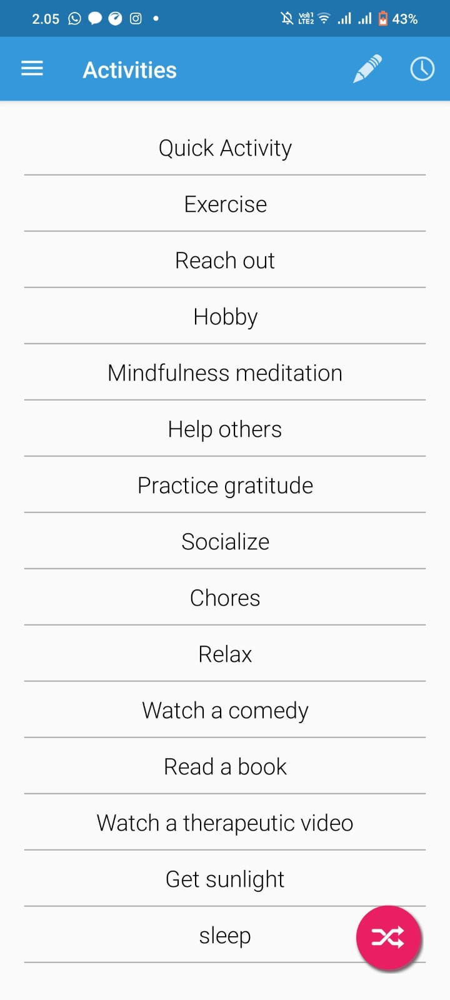 2.05
Vo)) 1
LTE2
43%
Activities
Quick Activity
Exercise
Reach out
Hobby
Mindfulness meditation
Help others
Practice gratitude
Socialize
Chores
Relax
Watch a comedy
Read a book
Watch a therapeutic video
Get sunlight
sleep